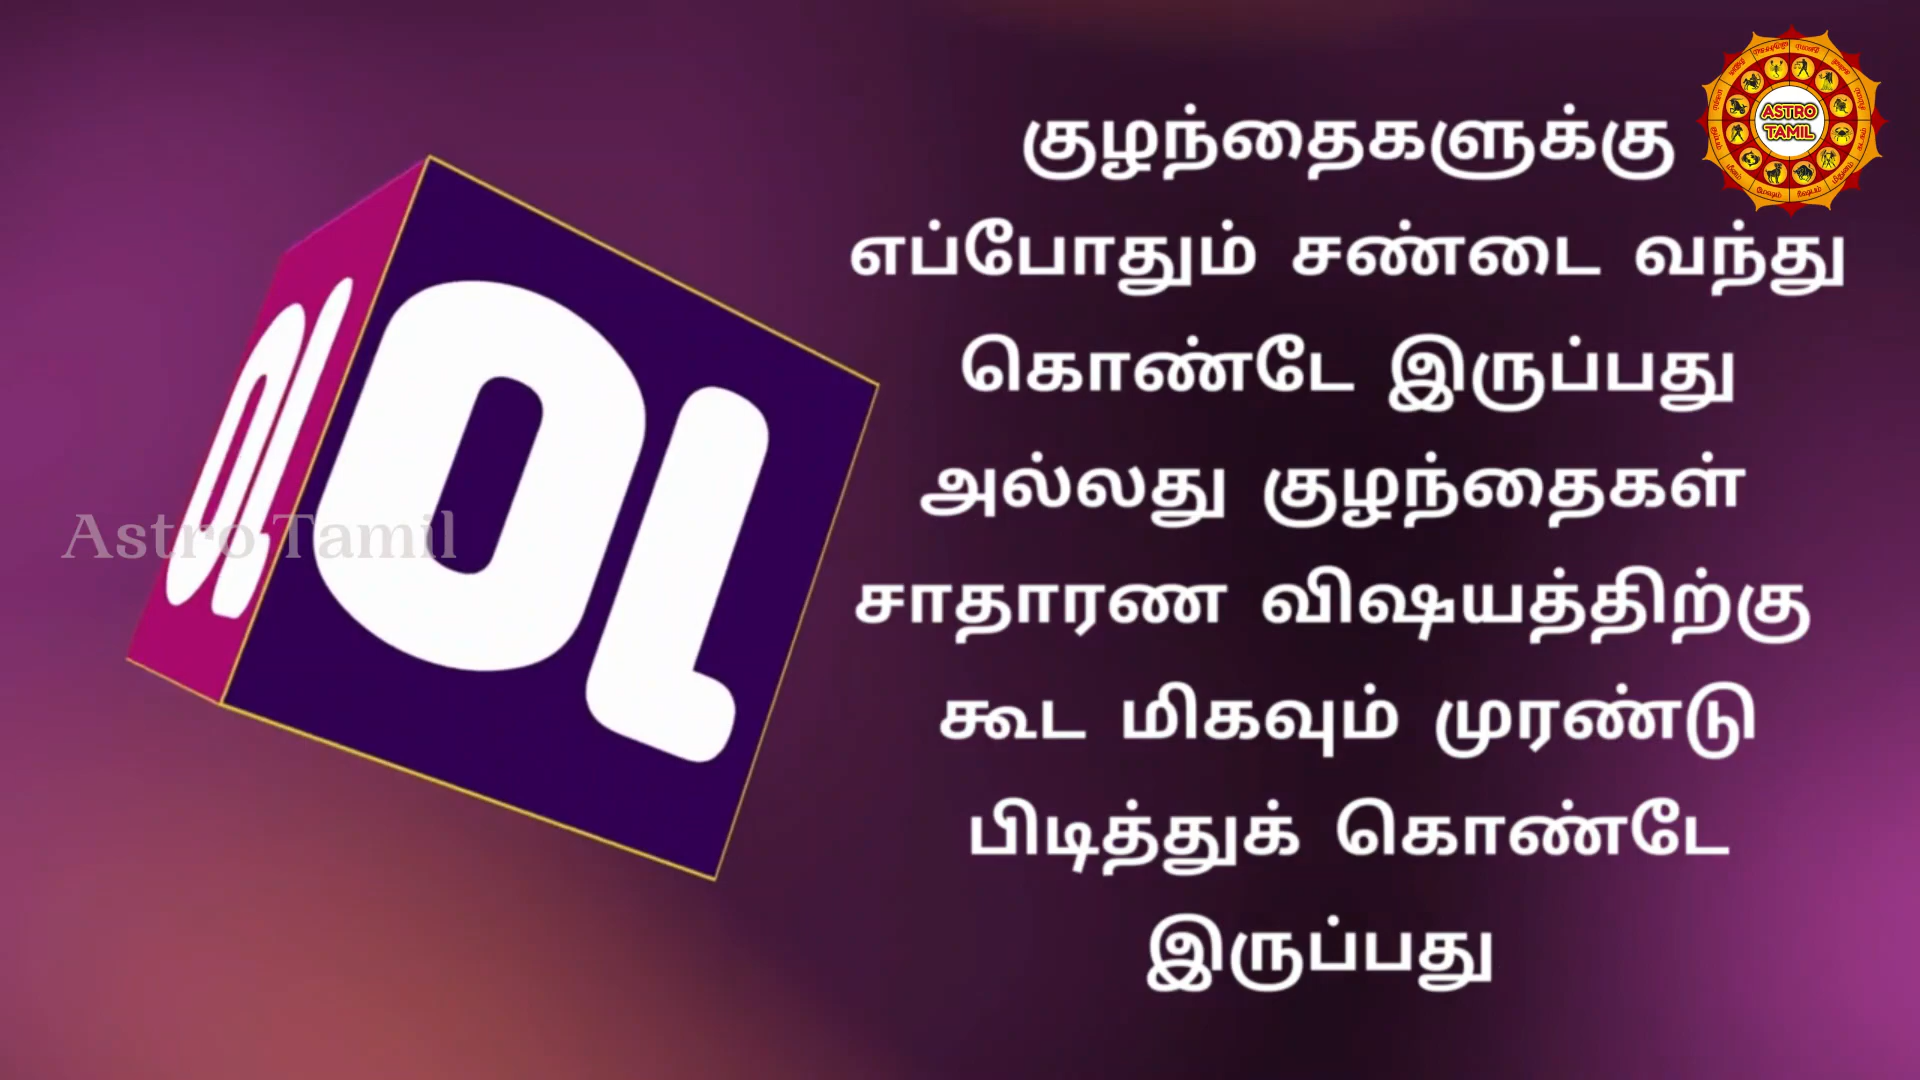 குழந்தைகளுக்கு
எப்போதும் சண்டை வந்து
கொண்டே இருப்பது
அல்லது குழந்தைகள்
சாதாரண விஷயத்திற்கு
கூட மிகவும் முரண்டு
பிடித்துக் கொண்டே
இருப்பது
Astro Tamil
ASTRO
TAMIL